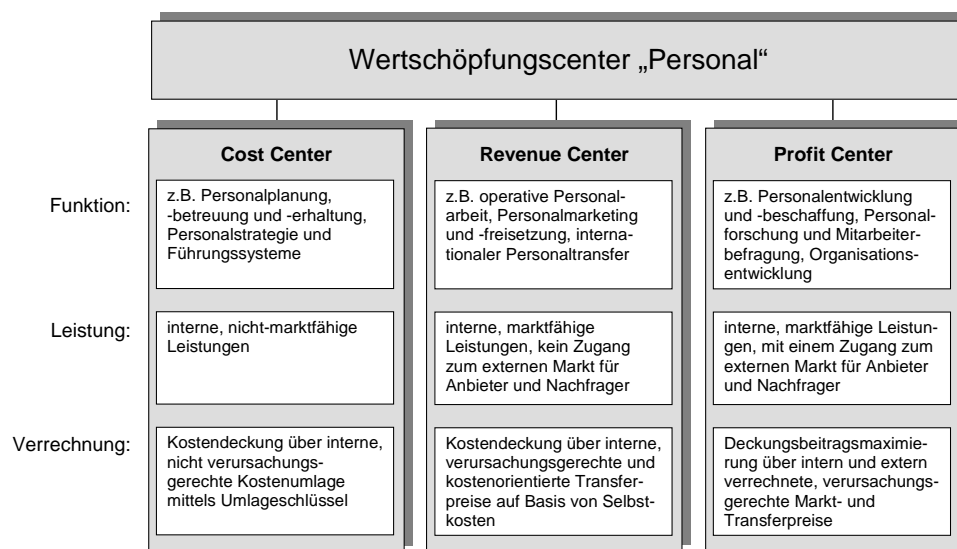 Wertschöpfungscenter „Personal“
Cost Center
Revenue Center
Profit Center
Funktion:
z.B. Personalplanung,
-betreuung und -erhaltung,
Personalstrategie und
Führungssysteme
z.B. operative Personal-
arbeit, Personalmarketing
und -freisetzung, inter-
nationaler Personaltransfer
z.B. Personalentwicklung
und -beschaffung, Personal-
forschung und Mitarbeiter-
befragung, Organisations-
entwicklung
Leistung:
interne, nicht-marktfähige
Leistungen
interne, marktfähige
Leistungen, kein Zugang
zum externen Markt für
Anbieter und Nachfrager
interne, marktfähige Leistun-
gen, mit einem Zugang zum
externen Markt für Anbieter
und Nachfrager
Verrechnung:
Kostendeckung über interne,
nicht verursachungs-
gerechte Kostenumlage
mittels Umlageschlüssel
Kostendeckung über interne,
verursachungsgerechte und
kostenorientierte Transfer-
preise auf Basis von Selbst-
kosten
Deckungsbeitragsmaximie-
rung über intern und extern
verrechnete, verursachungs-
gerechte Markt- und
Transferpreise